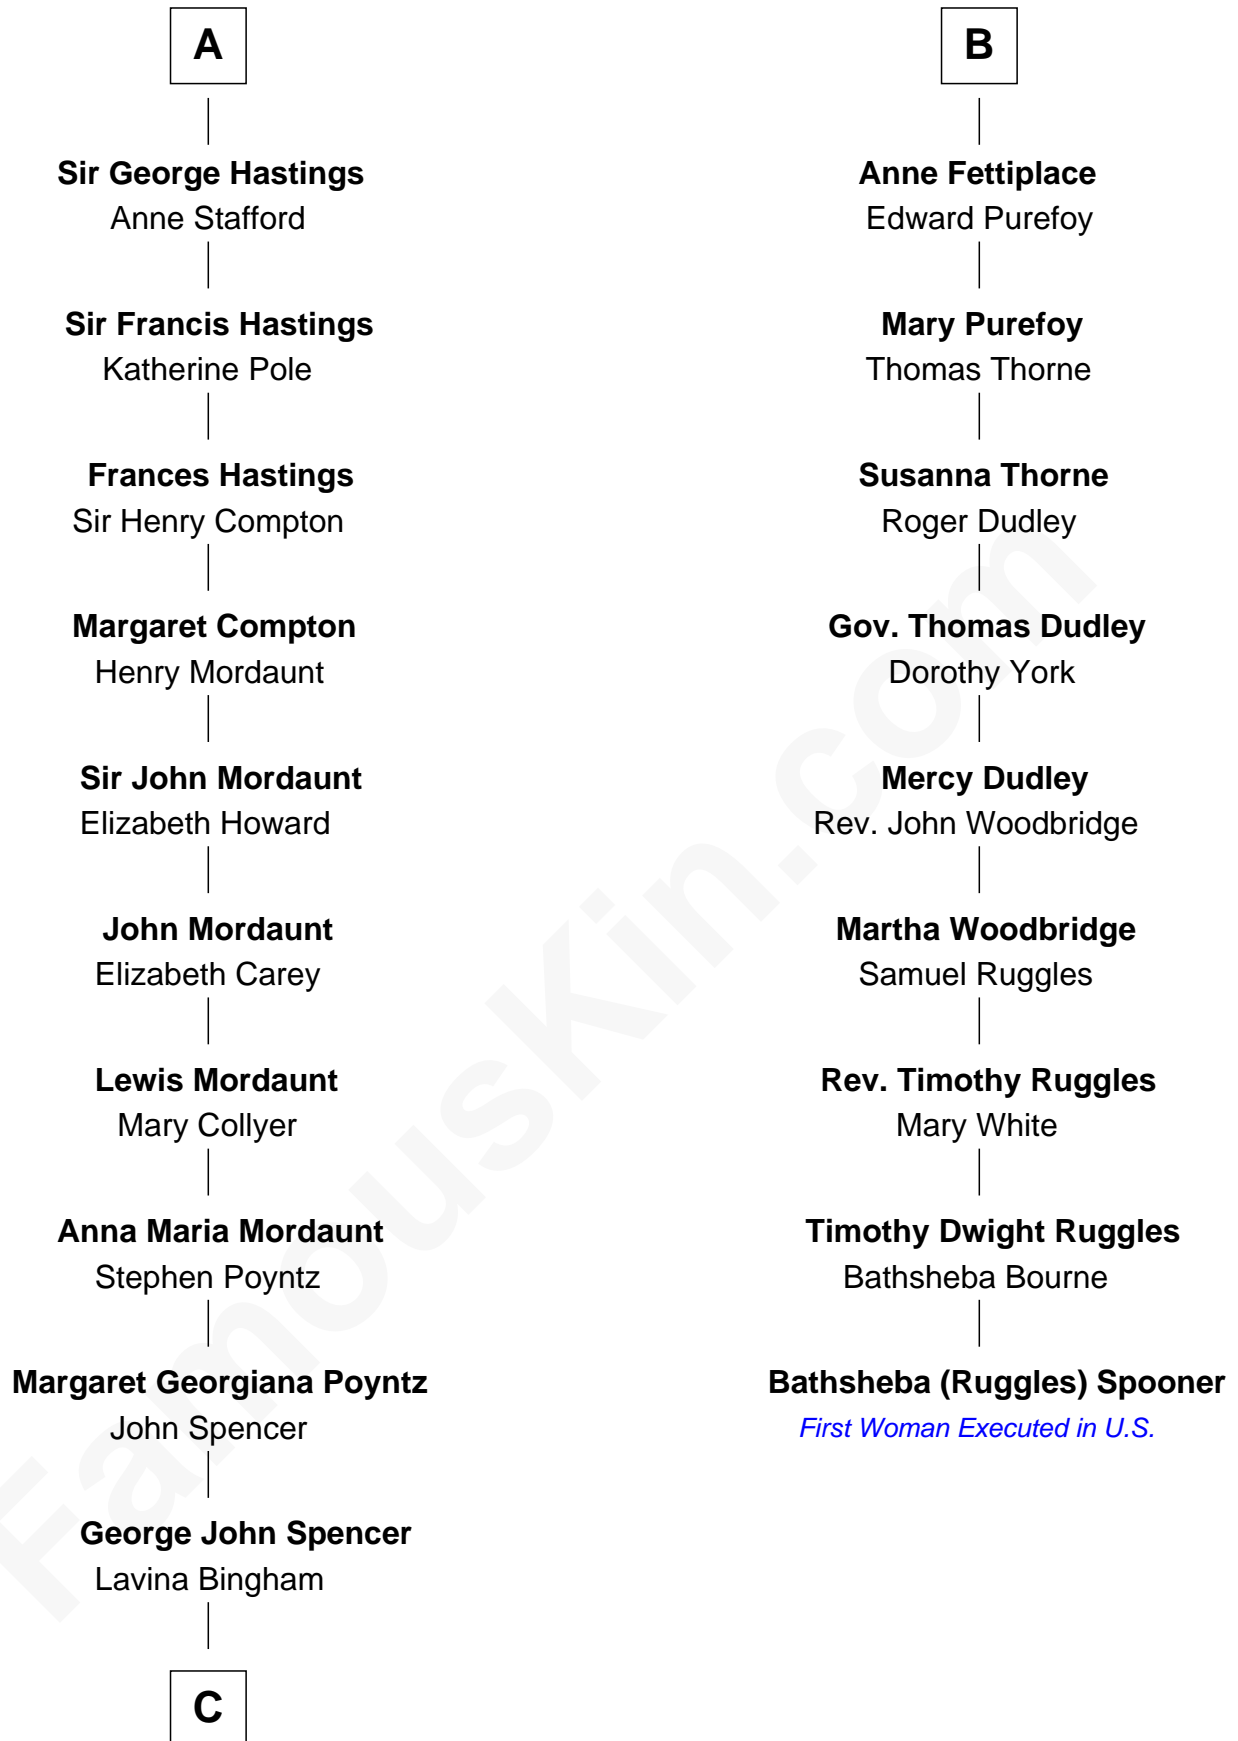 A
Sir George Hastings
Anne Stafford
Sir Francis Hastings
Katherine Pole
Frances Hastings
Sir Henry Compton
Margaret Compton
Henry Mordaunt
Sir John Mordaunt
Elizabeth Howard
John Mordaunt
Elizabeth Carey
Lewis Mordaunt
Mary Collyer
Anna Maria Mordaunt
Stephen Poyntz
Margaret Georgiana Poyntz
John Spencer
George John Spencer
Lavina Bingham
C
B
Anne Fettiplace
Edward Purefoy
Mary Purefoy
Thomas Thorne
Susanna Thorne
Roger Dudley
Gov. Thomas Dudley
Dorothy York
Mercy Dudley
Rev. John Woodbridge
Martha Woodbridge
Samuel Ruggles
Rev. Timothy Ruggles
Mary White
Timothy Dwight Ruggles
Bathsheba Bourne
Bathsheba (Ruggles) Spooner
First Woman Executed in U.S.
FamousKin.com